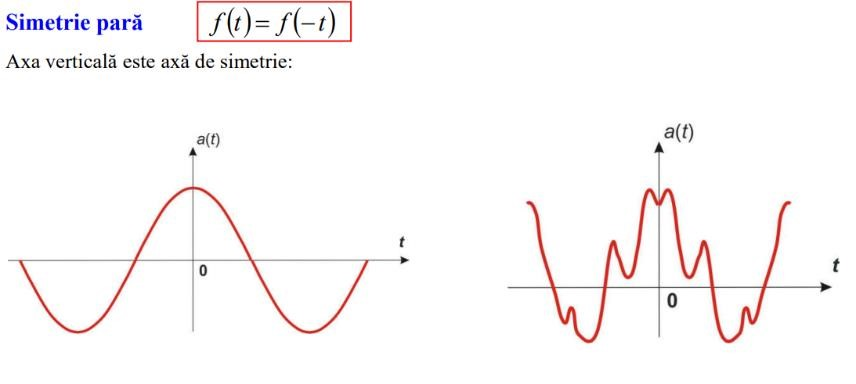 Simetrie pară f(t)= f(−t)
Axa verticală este axă de simetrie:
a(t)
t
0
a(t)
t
0